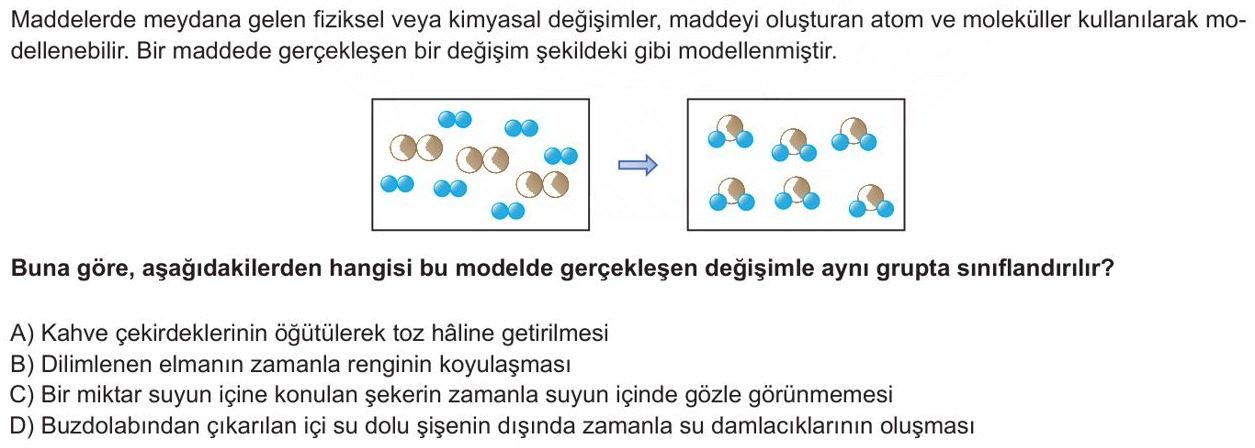 Maddelerde meydana gelen fiziksel veya kimyasal değişimler, maddeyi oluşturan atom ve moleküller kullanılarak mo-
dellenebilir. Bir maddede gerçekleşen bir değişim şekildeki gibi modellenmiştir.
Buna göre, aşağıdakilerden hangisi bu modelde gerçekleşen değişimle aynı grupta sınıflandırılır?
A) Kahve çekirdeklerinin öğütülerek toz hâline getirilmesi
B) Dilimlenen elmanın zamanla renginin koyulaşması
C) Bir miktar suyun içine konulan şekerin zamanla suyun içinde gözle görünmemesi
D) Buzdolabından çıkarılan içi su dolu şişenin dışında zamanla su damlacıklarının oluşması